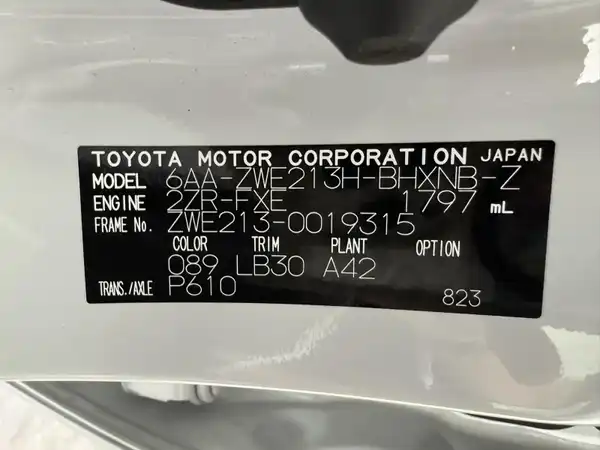 TOYOTA MOTOR CORPORATION JAPAN
MODEL 6AA-ZWE213H-BHXNB-Z
ENGINE 2ZR-FXE 1797 mL
FRAME No. ZWE213-0019315
COLOR TRIM PLANT OPTION
089 LB30 A42
TRANS./AXLE P610 823